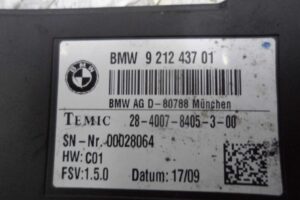 BMW 9 212 437 01
BMW AG D-80788 München
TEMIC 28-4007-8405-3-00
SN-Nr. 00028064
HW: C01
FSV: 1.5.0 Datum: 17/09